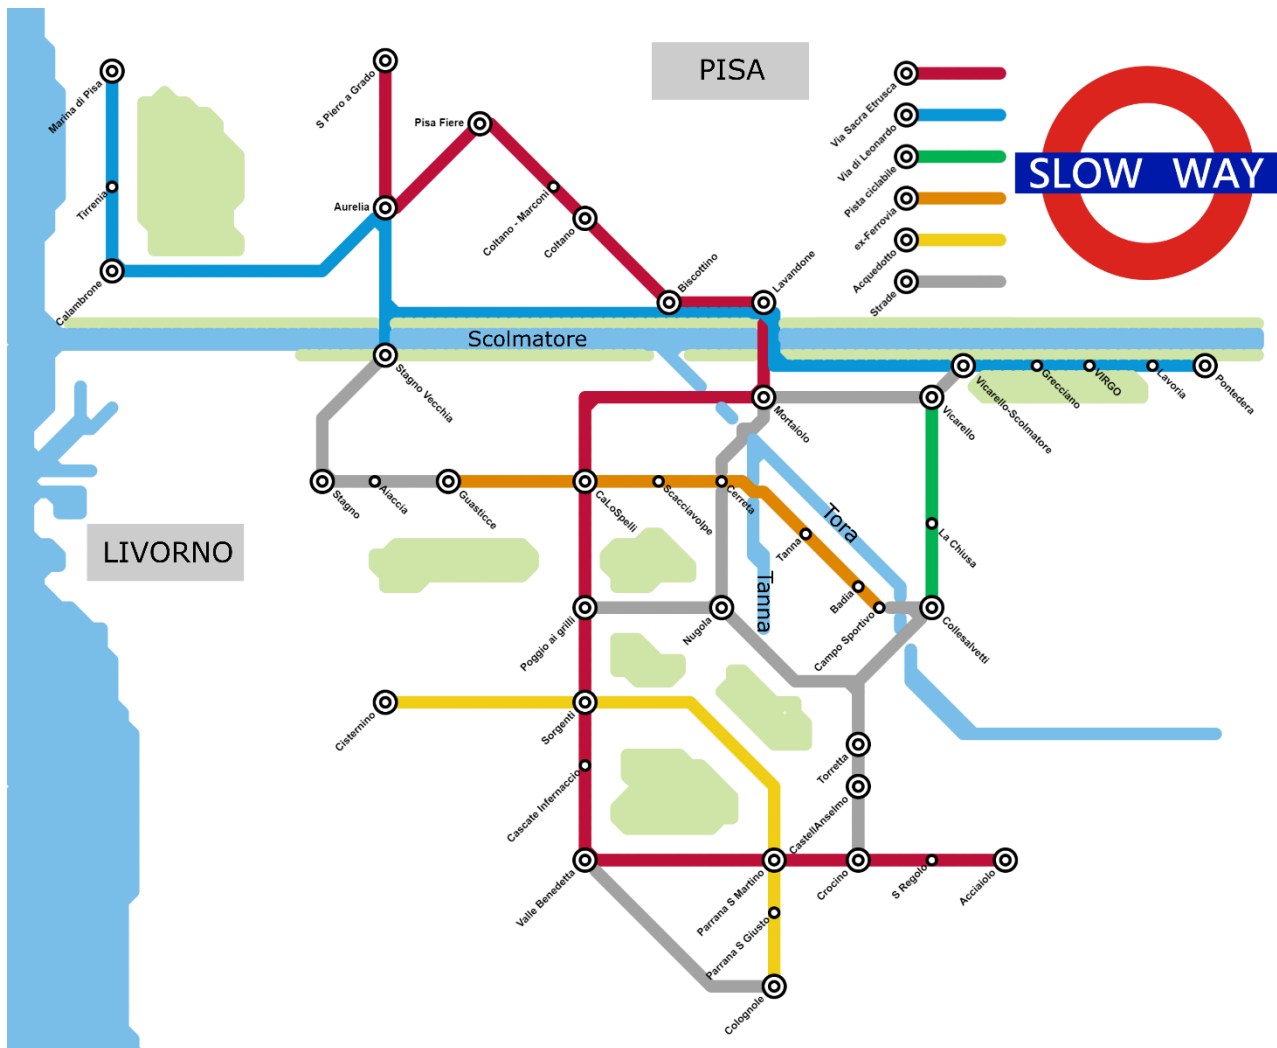 PISA
SLOW WAY
Via Sacra Etrusca
Via di Leonardo
Pista ciclabile
ex-Ferrovia
Acquedotto
Strade
Marina di Pisa
S Piero a Grado
Pisa Fiere
Tirrenia
Aurelia
Coltano - Marconi
Coltano
Calambrone
Biscottino
Lavandone
Scolmatore
Stagno Vecchia
Vicarello-Scolmatore
Grecciano
VIRGO
Lavoria
Pontedera
Mortaiolo
Vicarello
Stagno
Aiaccia
Guasticce
CaLoSpelli
Scacciavolpe
Cerreta
Tora
Tanna
La Chiusa
LIVORNO
Tanna
Badia
Campo Sportivo
Collesalvetti
Poggio ai grilli
Nugola
Cisternino
Sorgenti
Torretta
Cascate Infernaccio
CastellAnselmo
Valle Benedetta
Parrana S Martino
Crocino
S Regolo
Acciaiolo
Parrana S Giusto
Colognole